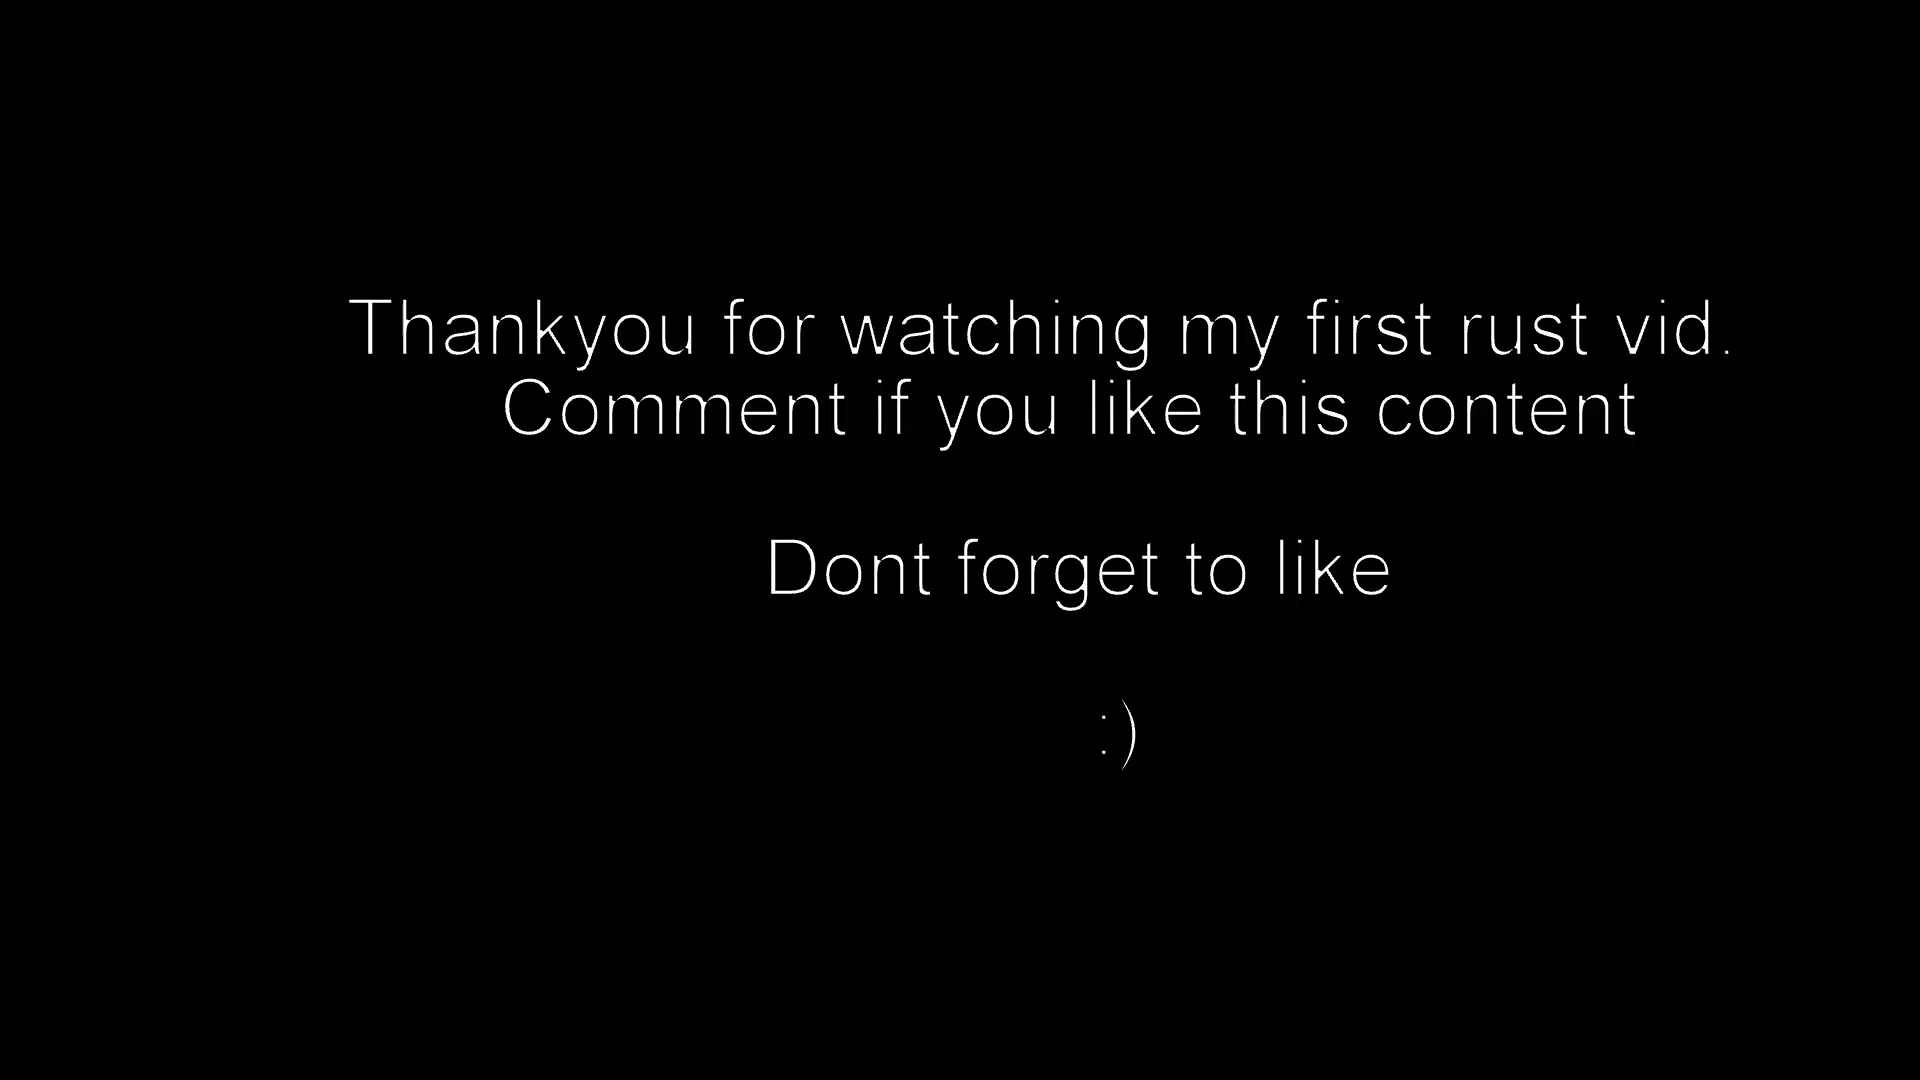 Thankyou for watching my first rust vid.
Comment if you like this content
Dont forget to like
:)